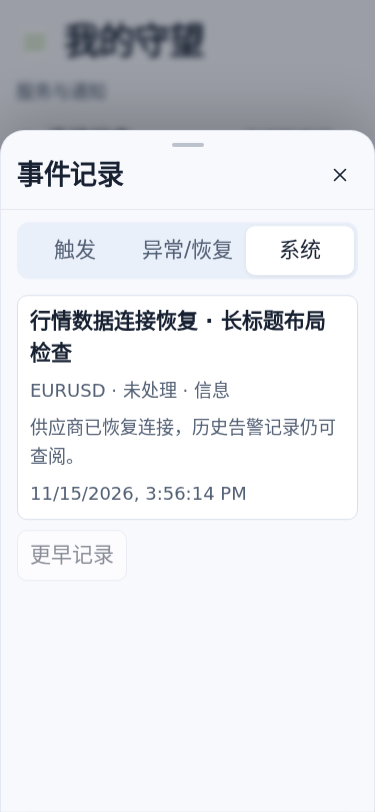 我的守望
服务与通知
事件记录
×
触发
异常/恢复
系统
行情数据连接恢复 · 长标题布局
检查
EURUSD · 未处理 · 信息
供应商已恢复连接，历史告警记录仍可
查阅。
11/15/2026, 3:56:14 PM
更早记录